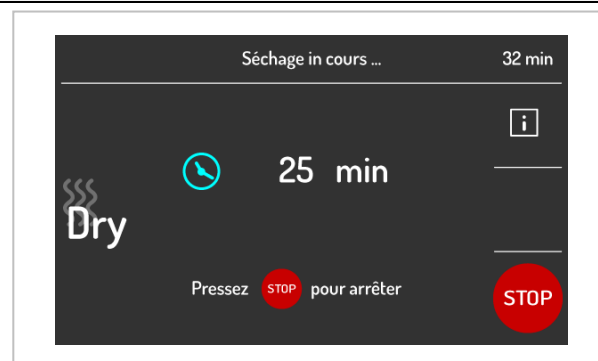 Séchage in cours ... 32 min
i
25 min
Dry
Pressez STOP pour arrêter
STOP